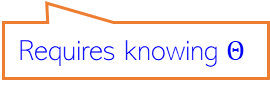 Requires knowing Θ